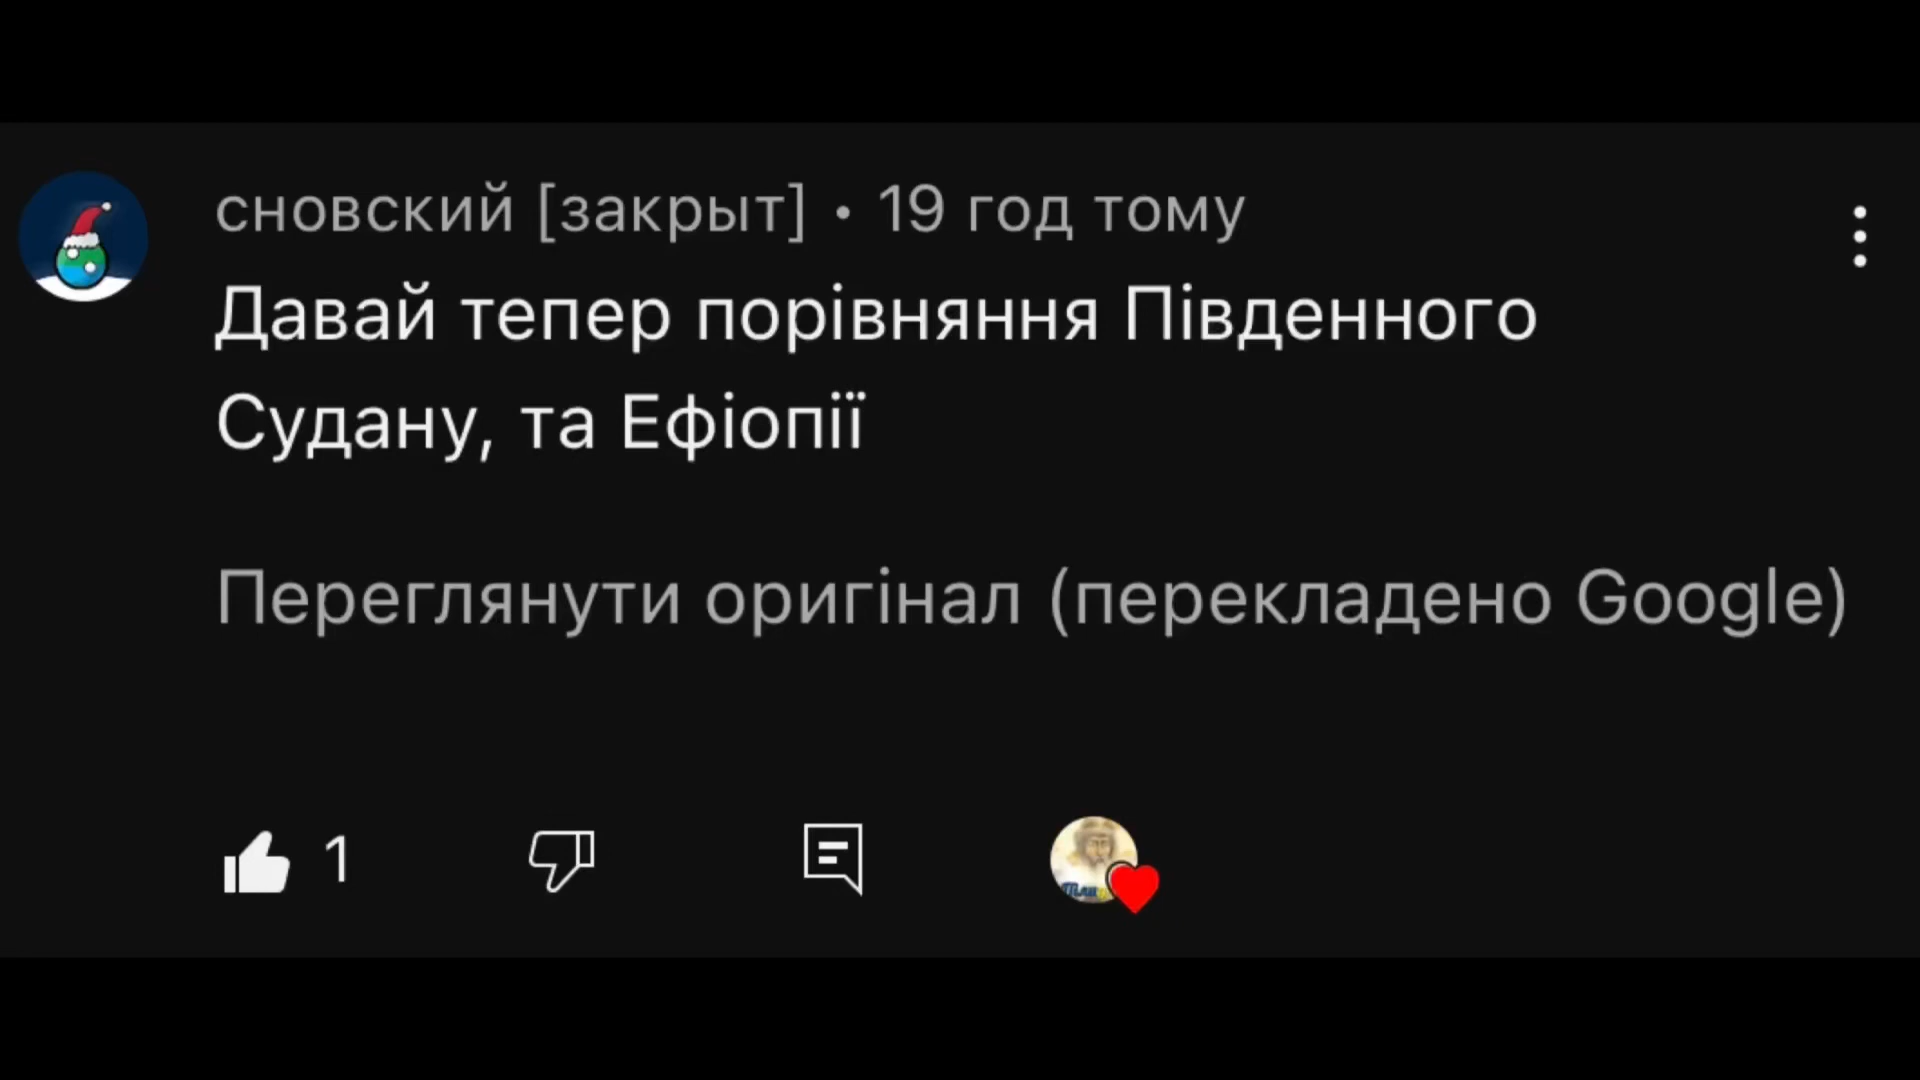 сновский [закрыт] • 19 год тому
Давай тепер порівняння Південного
Судану, та Ефіопії
Переглянути оригінал (перекладено Google)
1